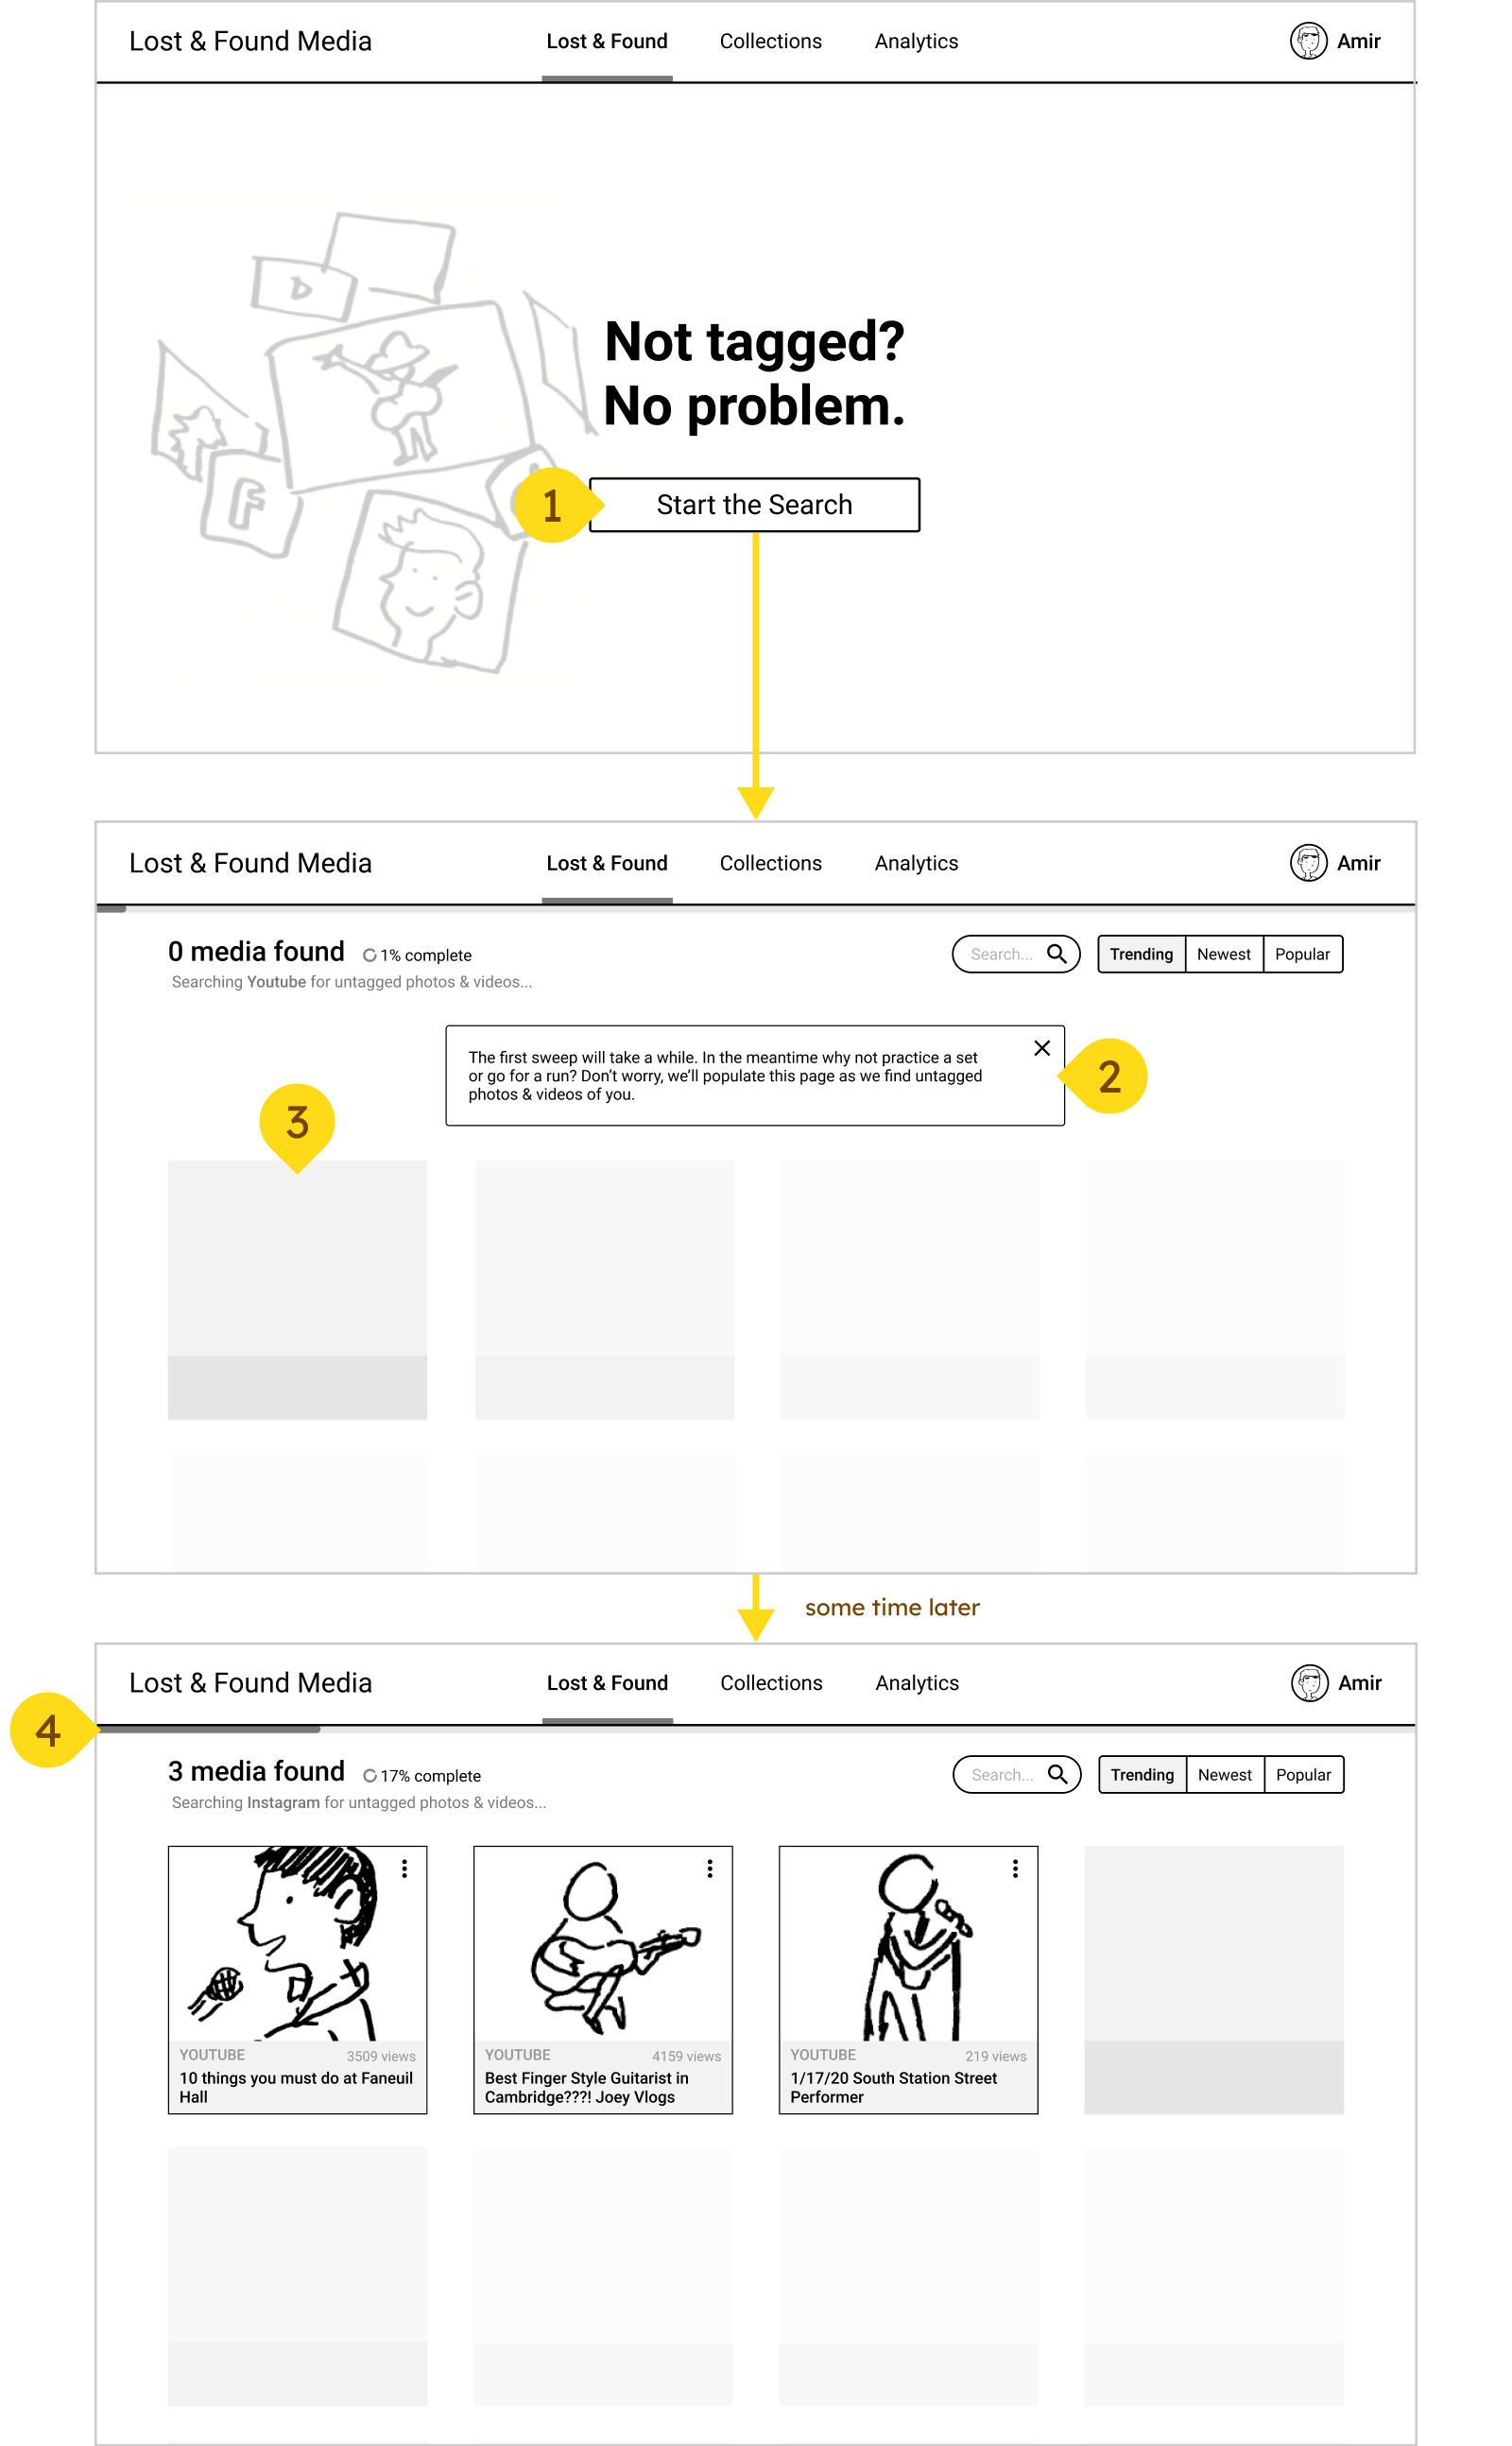 Lost & Found Media
Lost & Found
Collections
Analytics
Amir
D
F
Not tagged?
No problem.
1
Start the Search
Lost & Found Media
Lost & Found
Collections
Analytics
Amir
0 media found
1% complete
Searching Youtube for untagged photos & videos...
Search...
Trending
Newest
Popular
The first sweep will take a while. In the meantime why not practice a set
or go for a run? Don’t worry, we’ll populate this page as we find untagged
photos & videos of you.
2
3
some time later
Lost & Found Media
Lost & Found
Collections
Analytics
Amir
4
3 media found
17% complete
Searching Instagram for untagged photos & videos...
Search...
Trending
Newest
Popular
YOUTUBE
3509 views
10 things you must do at Faneuil
Hall
YOUTUBE
4159 views
Best Finger Style Guitarist in
Cambridge???! Joey Vlogs
YOUTUBE
219 views
1/17/20 South Station Street
Performer